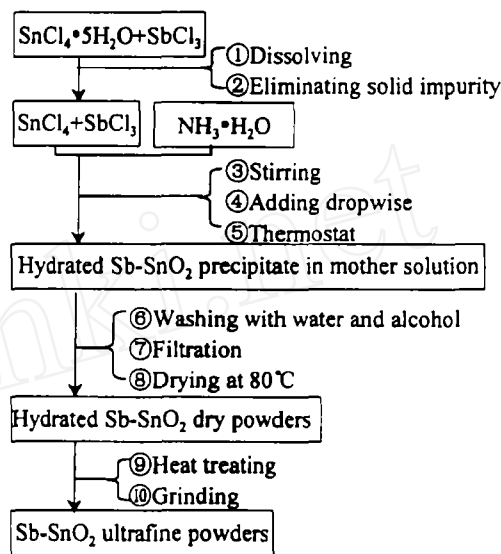 SnCl₄•5H₂O+SbCl₃
①Dissolving
②Eliminating solid impurity
SnCl₄+SbCl₃
NH₃•H₂O
③Stirring
④Adding dropwise
⑤Thermostat
Hydrated Sb-SnO₂ precipitate in mother solution
⑥Washing with water and alcohol
⑦Filtration
⑧Drying at 80℃
Hydrated Sb-SnO₂ dry powders
⑨Heat treating
⑩Grinding
Sb-SnO₂ ultrafine powders
nki.net